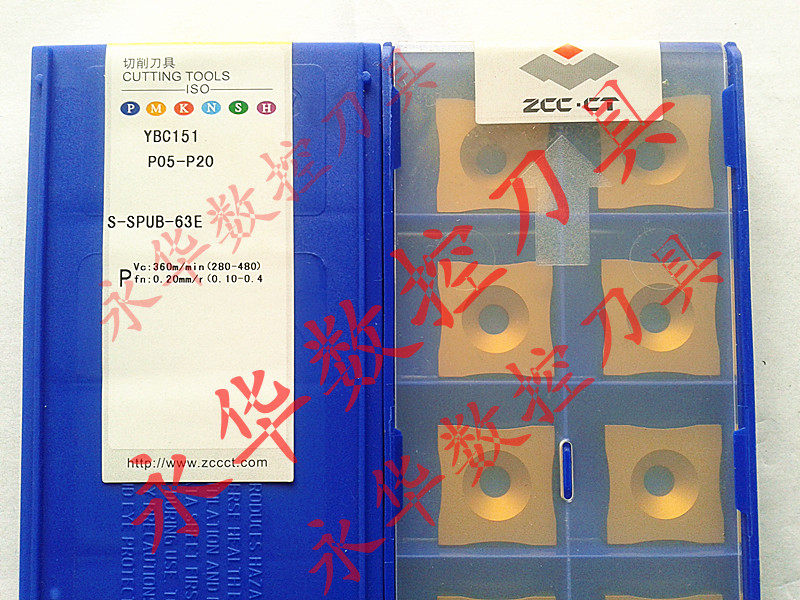 切削刀具
CUTTING TOOLS
ISO
P M K N S H
YBC151
P05-P20
S-SPUB-63E
P
Vc:360m/min(280-480)
fn:0.20mm/r(0.10-0.4
http://www.zccct.com
ZCC·CT
永华数控刀具
永华数控刀具
永华数控刀具